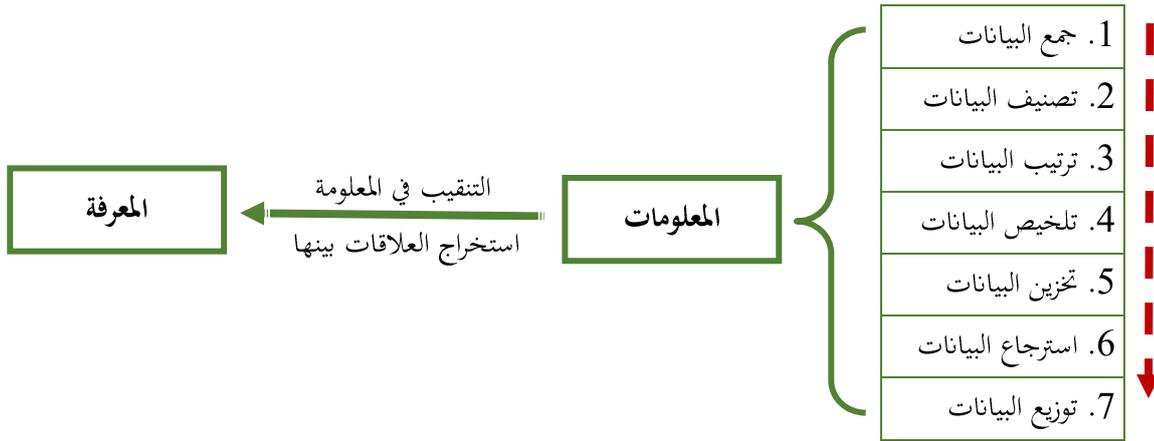 1. جمع البيانات
2. تصنيف البيانات
3. ترتيب البيانات
4. تلخيص البيانات
5. تخزين البيانات
6. استرجاع البيانات
7. توزيع البيانات
المعلومات
التنقيب في المعلومة
استخراج العلاقات بينها
المعرفة